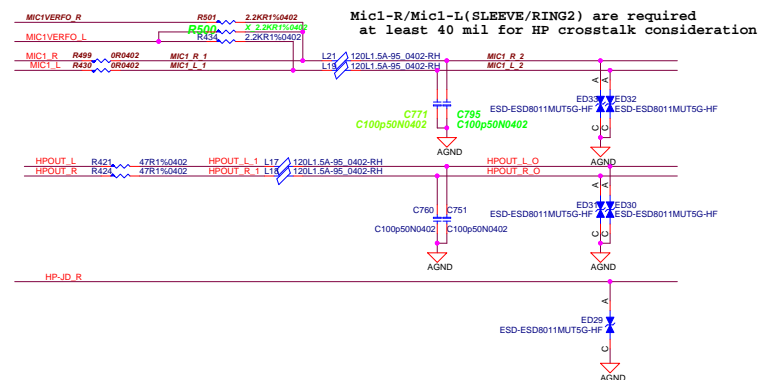 Mic1-R/Mic1-L(SLEEVE/RING2) are required
at least 40 mil for HP crosstalk consideration
MIC1VERFO_R R501 2.2KR1%0402
R500 X 2.2KR1%0402
MIC1VERFO_L R434 2.2KR1%0402
MIC1_R R499 0R0402 MIC1_R_1 L21 120L1.5A-95_0402-RH MIC1_R_2
MIC1_L R430 0R0402 MIC1_L_1 L19 120L1.5A-95_0402-RH MIC1_L_2
A A
ED33 ED32
ESD-ESD8011MUT5G-HF ESD-ESD8011MUT5G-HF
C771 C795
C100p50N0402 C100p50N0402
C C
AGND AGND
HPOUT_L R421 47R1%0402 HPOUT_L_1 L17 120L1.5A-95_0402-RH HPOUT_L_O
HPOUT_R R424 47R1%0402 HPOUT_R_1 L18 120L1.5A-95_0402-RH HPOUT_R_O
A A
ED31 ED30
C760 C751
ESD-ESD8011MUT5G-HF ESD-ESD8011MUT5G-HF
C100p50N0402 C100p50N0402
C C
AGND AGND
HP-JD_R
A
ED29
ESD-ESD8011MUT5G-HF
C
AGND